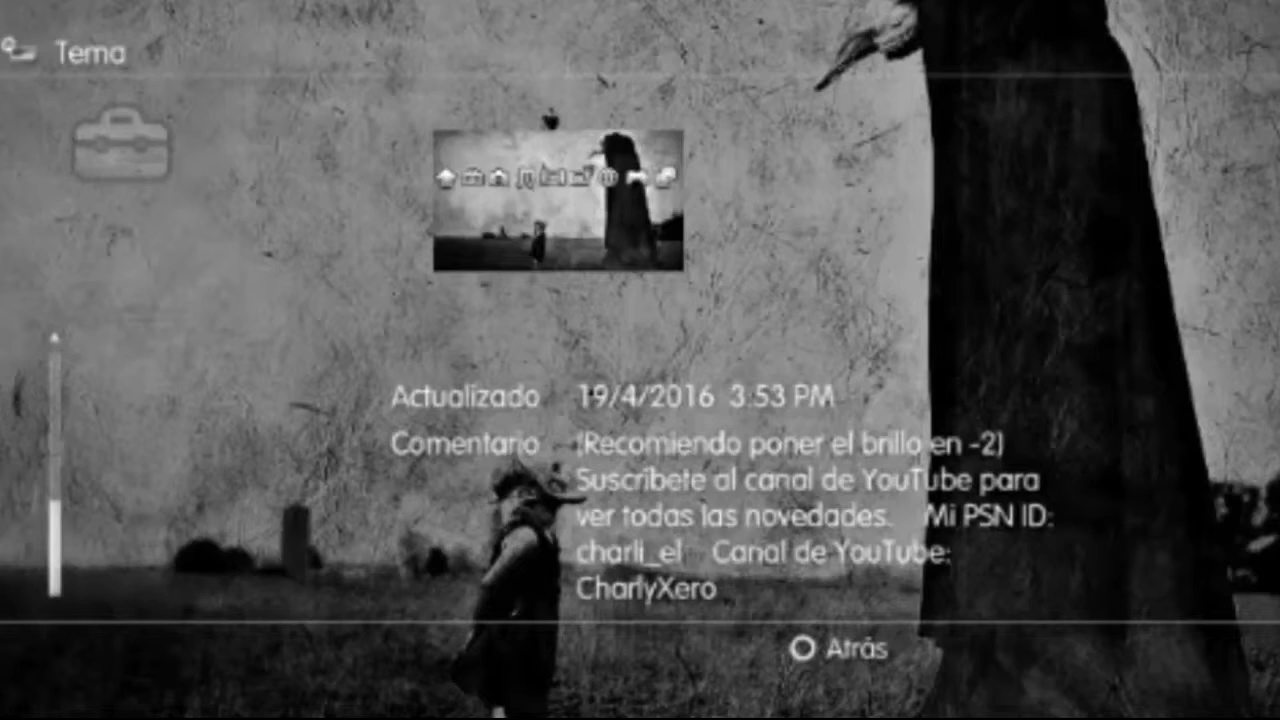 Tema
Actualizado 19/4/2016 3:53 PM
Comentario (Recomiendo poner el brillo en -2)
Suscríbete al canal de YouTube para
ver todas las novedades. Mi PSN ID:
charli_el Canal de YouTube:
CharlyXero
Atrás